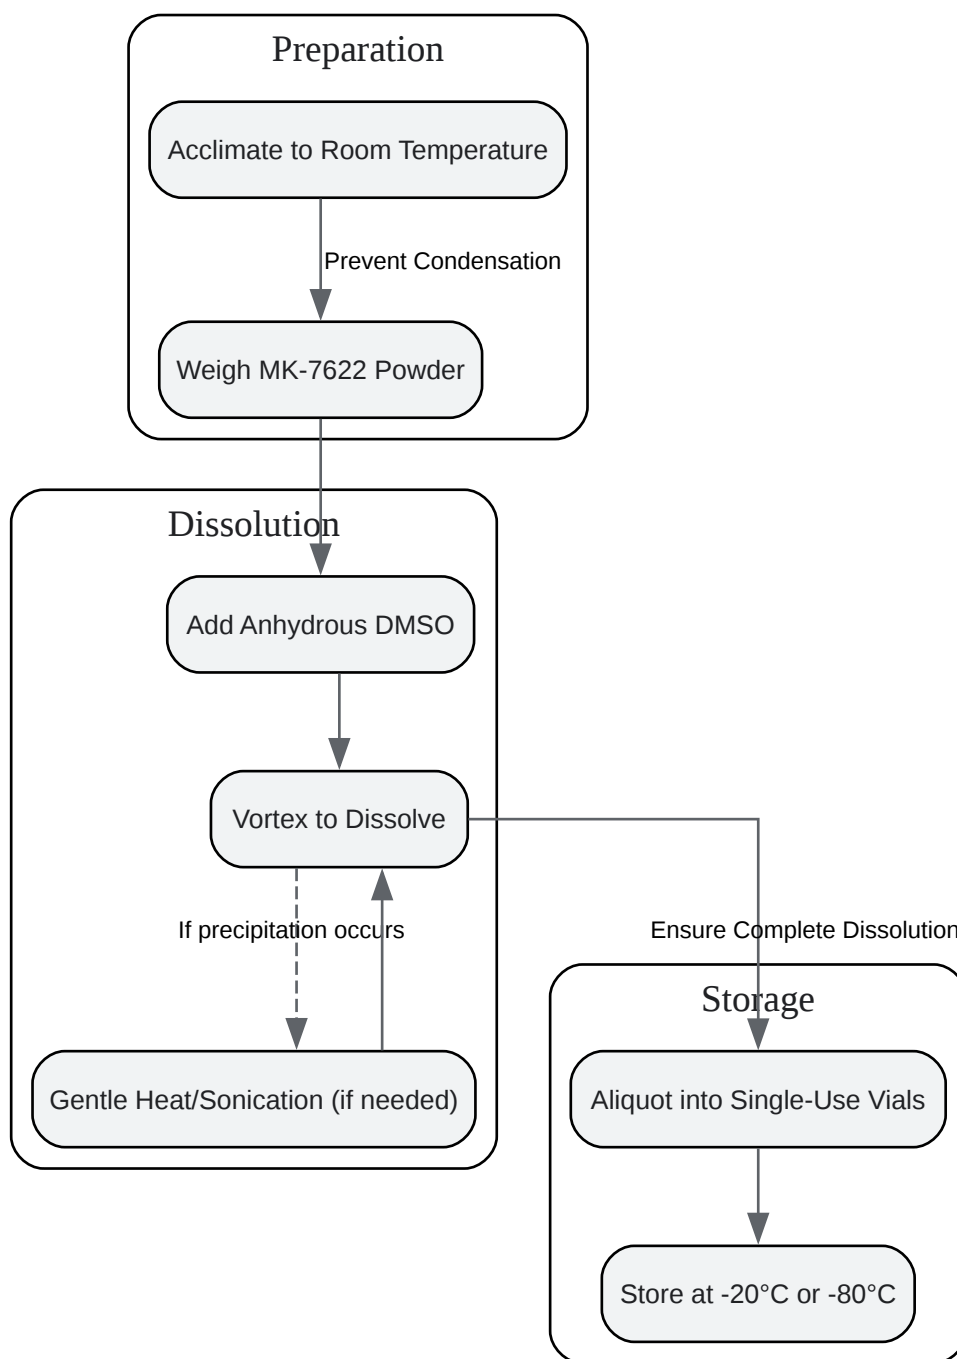 Preparation
Acclimate to Room Temperature
Prevent Condensation
Weigh MK-7622 Powder
Dissolution
Add Anhydrous DMSO
Vortex to Dissolve
If precipitation occurs
Ensure Complete Dissolution
Storage
Gentle Heat/Sonication (if needed)
Aliquot into Single-Use Vials
Store at -20°C or -80°C